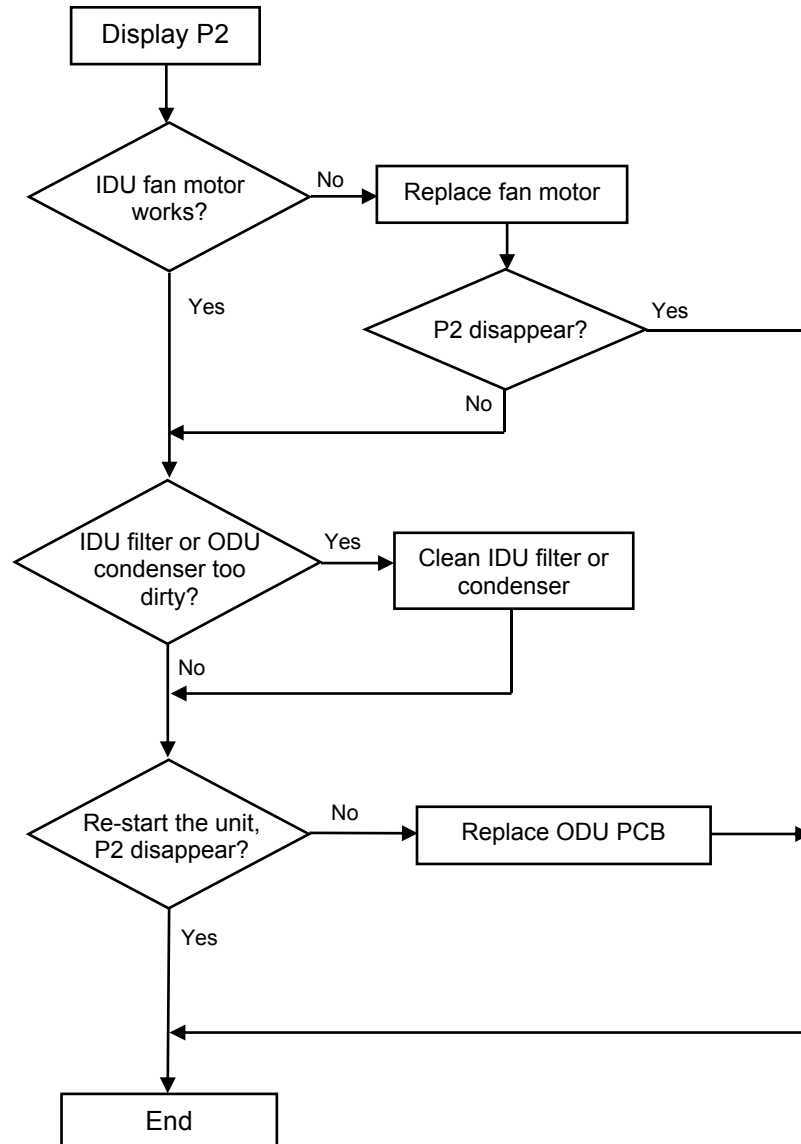 Display P2
IDU fan motor
works?
No
Replace fan motor
Yes
P2 disappear?
Yes
No
IDU filter or ODU
condenser too
dirty?
Yes
Clean IDU filter or
condenser
No
Re-start the unit,
P2 disappear?
No
Replace ODU PCB
Yes
End